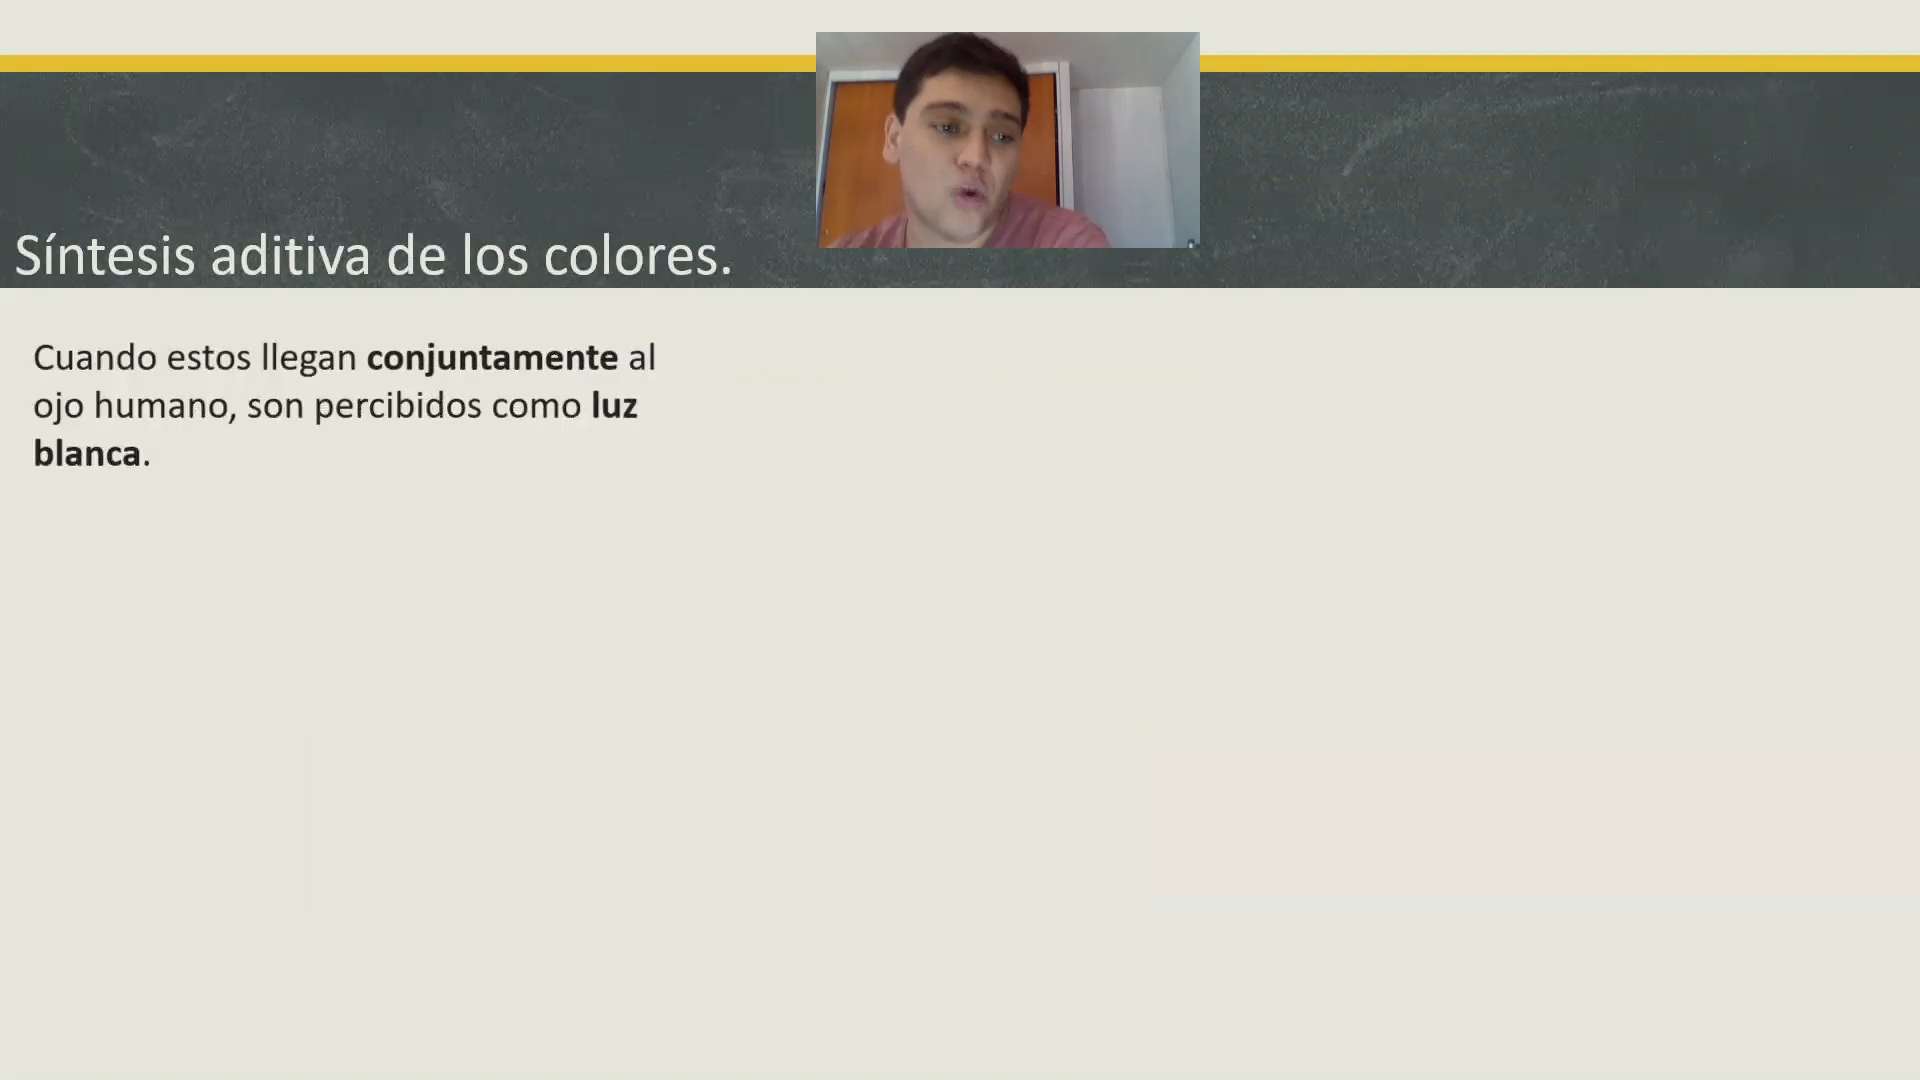 Síntesis aditiva de los colores.
Cuando estos llegan conjuntamente al
ojo humano, son percibidos como luz
blanca.